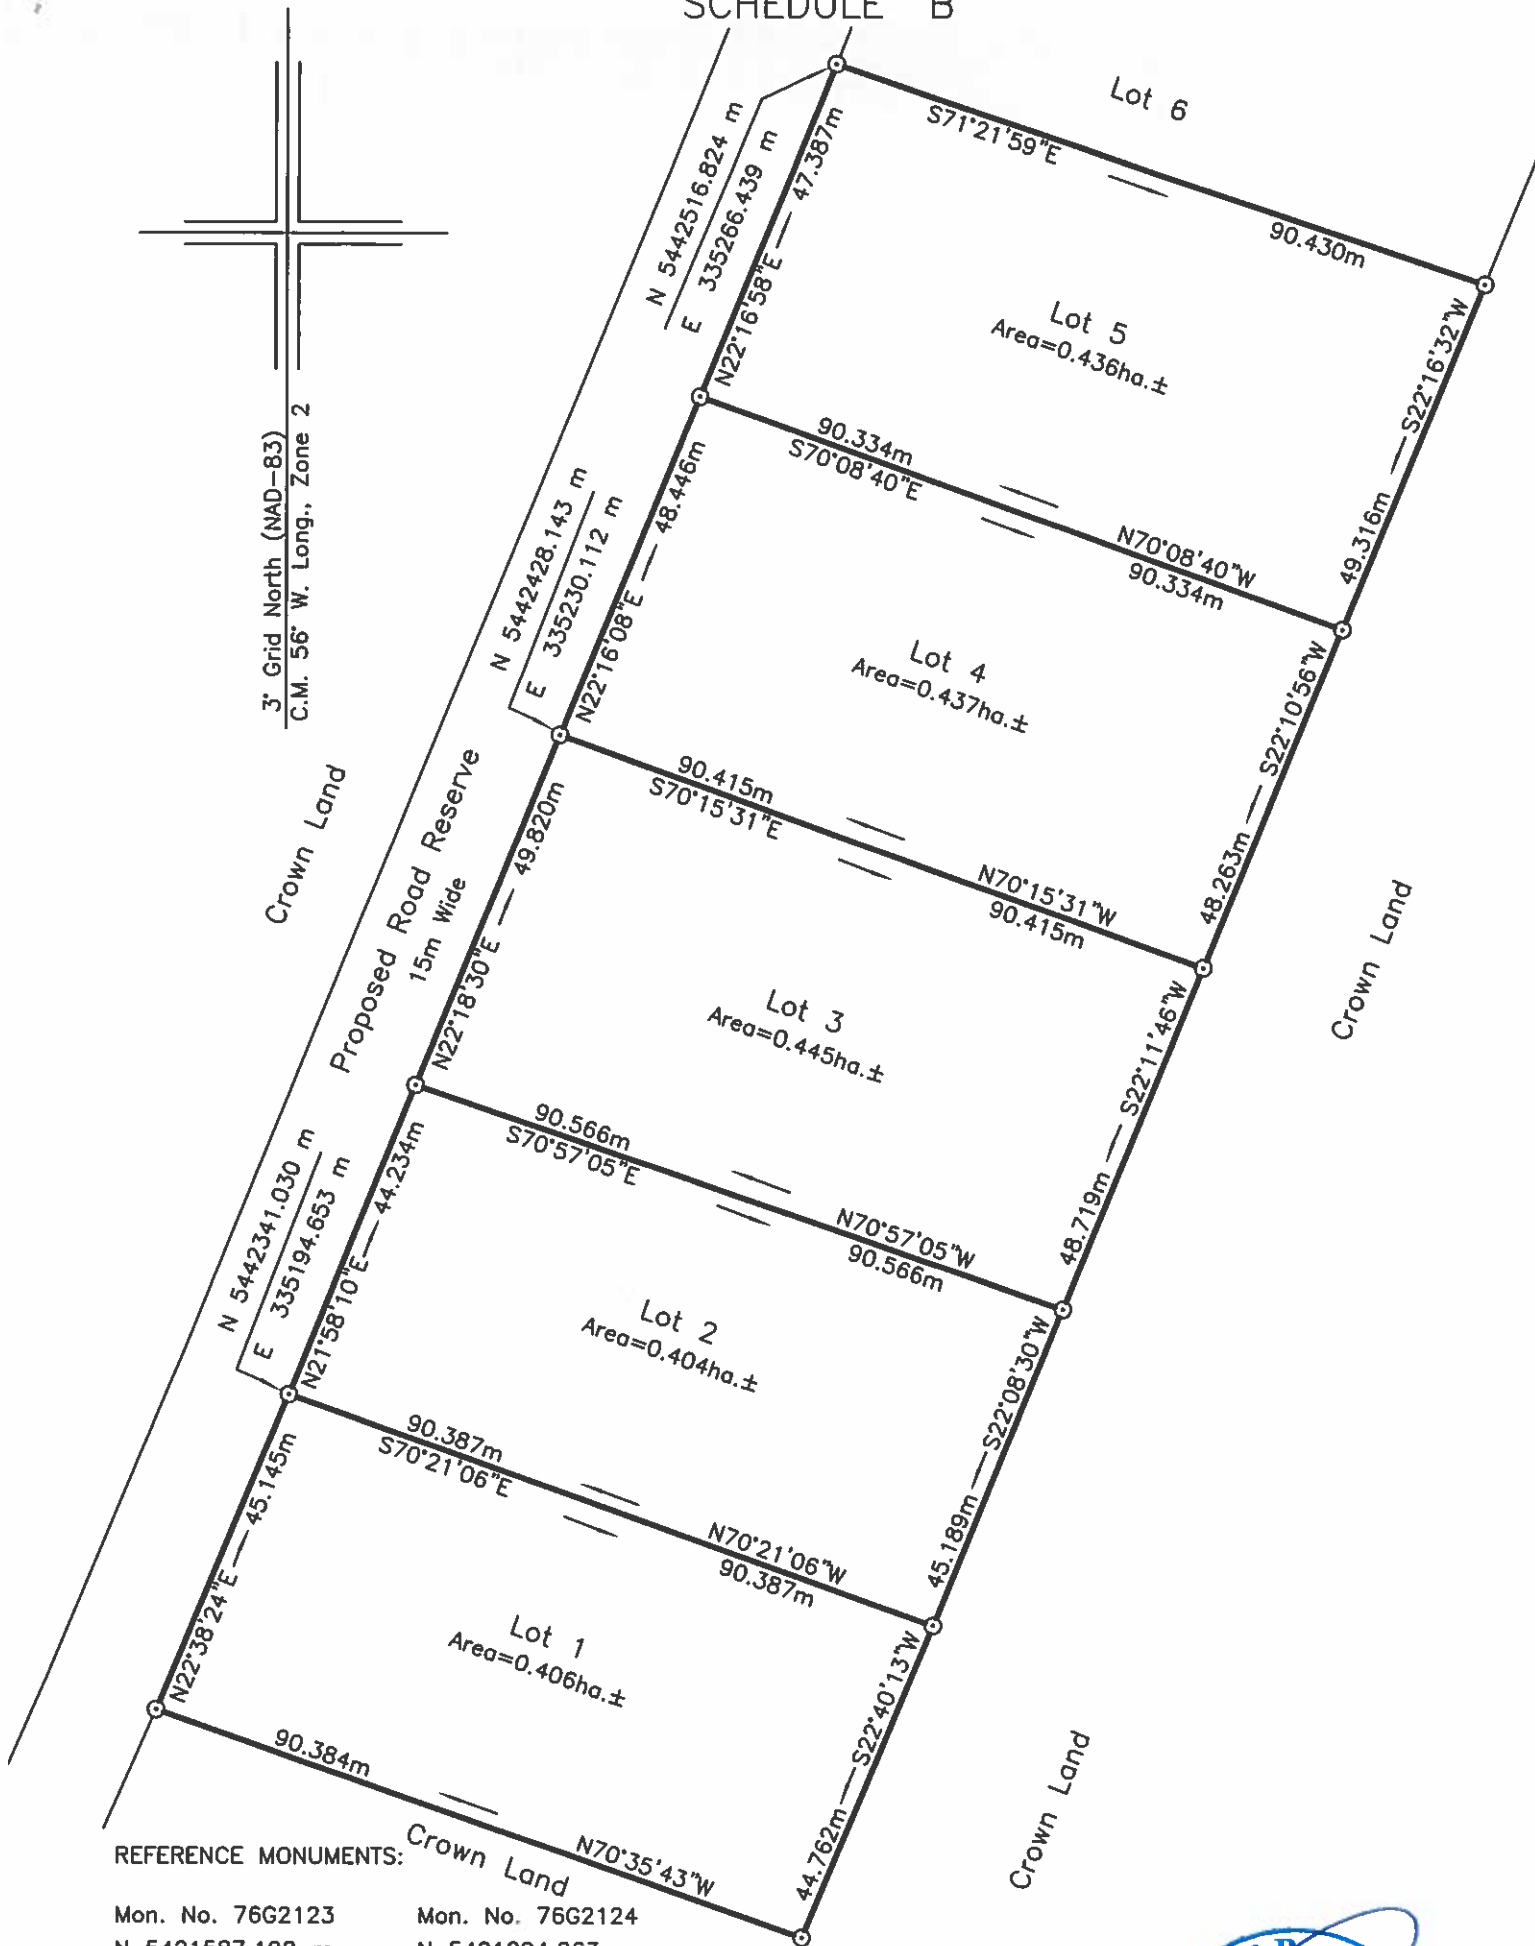 SCHEDULE B
Lot 6
N 5442516.824 m
E 335266.439 m
N22°16'58"E — 47.387m
S71°21'59"E
90.430m
Lot 5
Area=0.436ha.±
49.316m — S22°16'32"W
3° Grid North (NAD-83)
C.M. 56° W. Long., Zone 2
90.334m
S70°08'40"E
N70°08'40"W
90.334m
N 5442428.143 m
E 335230.112 m
N22°16'08"E — 48.446m
Lot 4
Area=0.437ha.±
48.263m — S22°10'56"W
Crown Land
Proposed Road Reserve
15m Wide
90.415m
S70°15'31"E
N70°15'31"W
90.415m
N22°18'30"E — 49.820m
Lot 3
Area=0.445ha.±
48.719m — S22°11'46"W
Crown Land
90.566m
S70°57'05"E
N70°57'05"W
90.566m
N 5442341.030 m
E 335194.653 m
N21°58'10"E — 44.234m
Lot 2
Area=0.404ha.±
45.189m — S22°08'30"W
90.387m
S70°21'06"E
N70°21'06"W
90.387m
N22°38'24"E — 45.145m
Lot 1
Area=0.406ha.±
44.762m — S22°40'13"W
Crown Land
90.384m
N70°35'43"W
Crown Land
REFERENCE MONUMENTS:
Mon. No. 76G2123
Mon. No. 76G2124